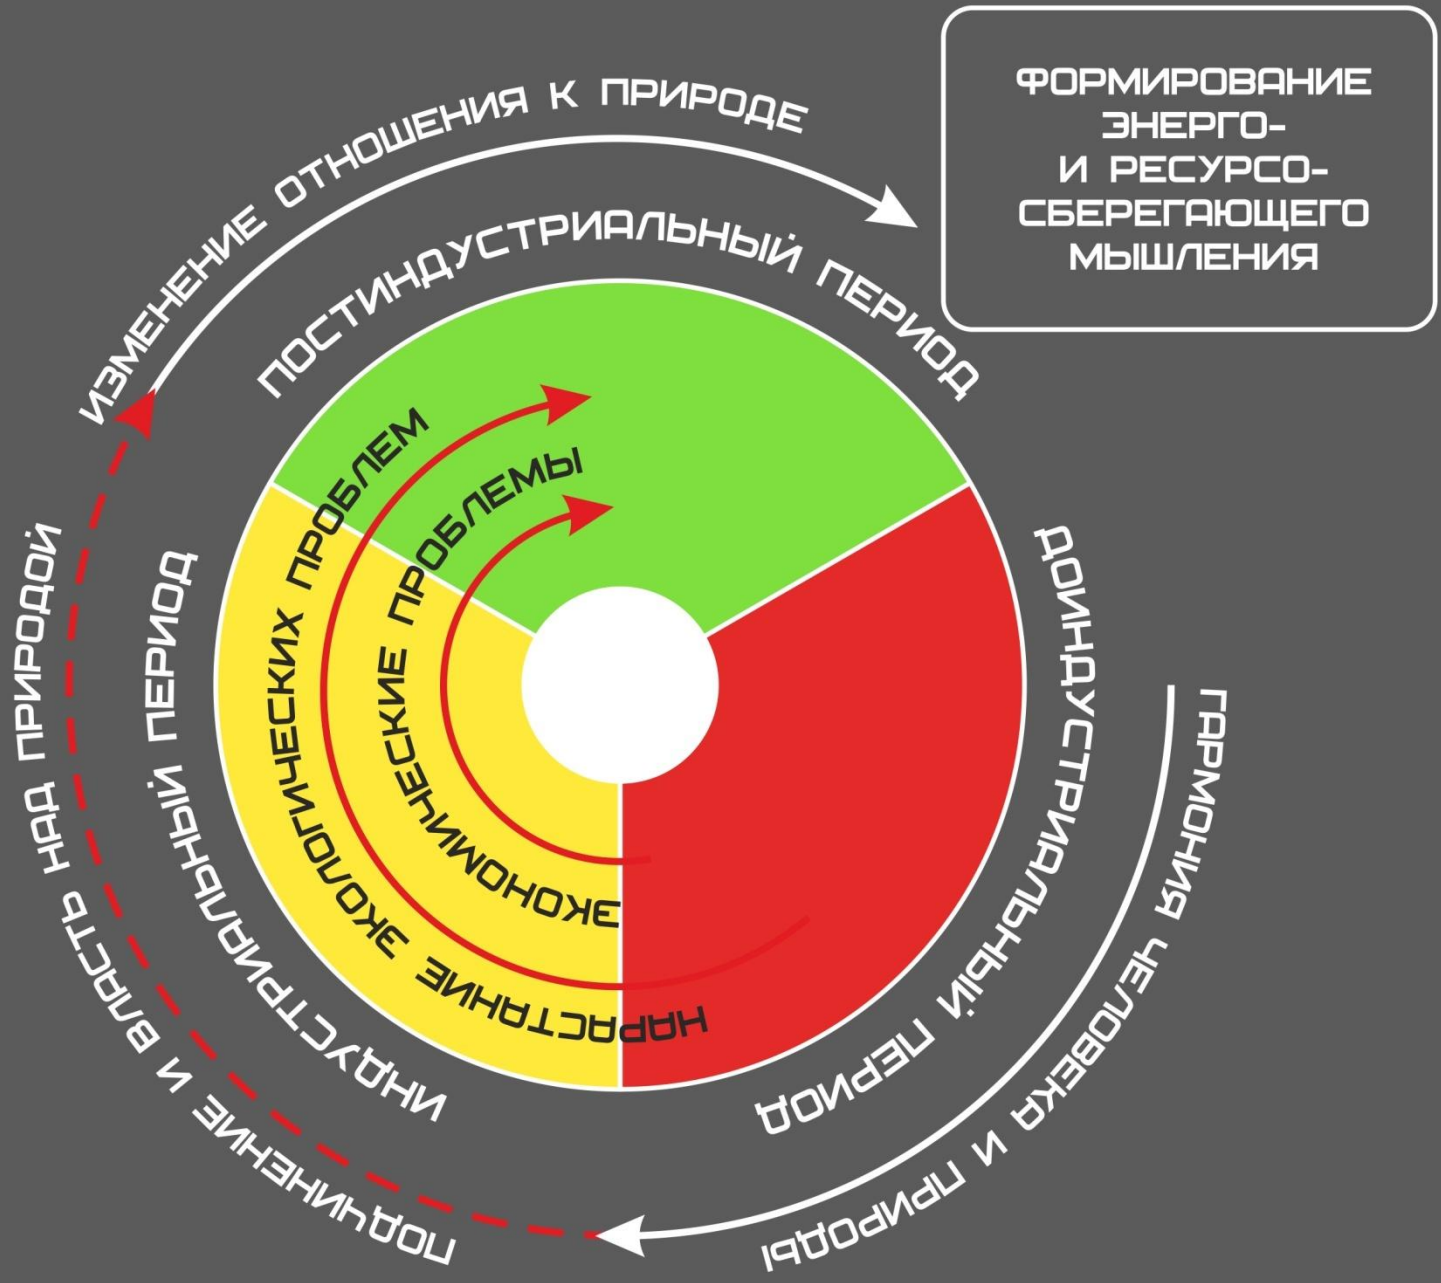 ФОРМИРОВАНИЕ
ЭНЕРГО-
И РЕСУРСО-
СБЕРЕГАЮЩЕГО
МЫШЛЕНИЯ
ИЗМЕНЕНИЕ ОТНОШЕНИЯ К ПРИРОДЕ
ПОСТИНДУСТРИАЛЬНЫЙ ПЕРИОД
ДОИНДУСТРИАЛЬНЫЙ ПЕРИОД
ГАРМОНИЯ ЧЕЛОВЕКА И ПРИРОДЫ
ИНДУСТРИАЛЬНЫЙ ПЕРИОД
ПОДЧИНЕНИЕ И ВЛАСТЬ НАД ПРИРОДОЙ
НАРАСТАНИЕ ЭКОЛОГИЧЕСКИХ ПРОБЛЕМ
ЭКОНОМИЧЕСКИЕ ПРОБЛЕМЫ